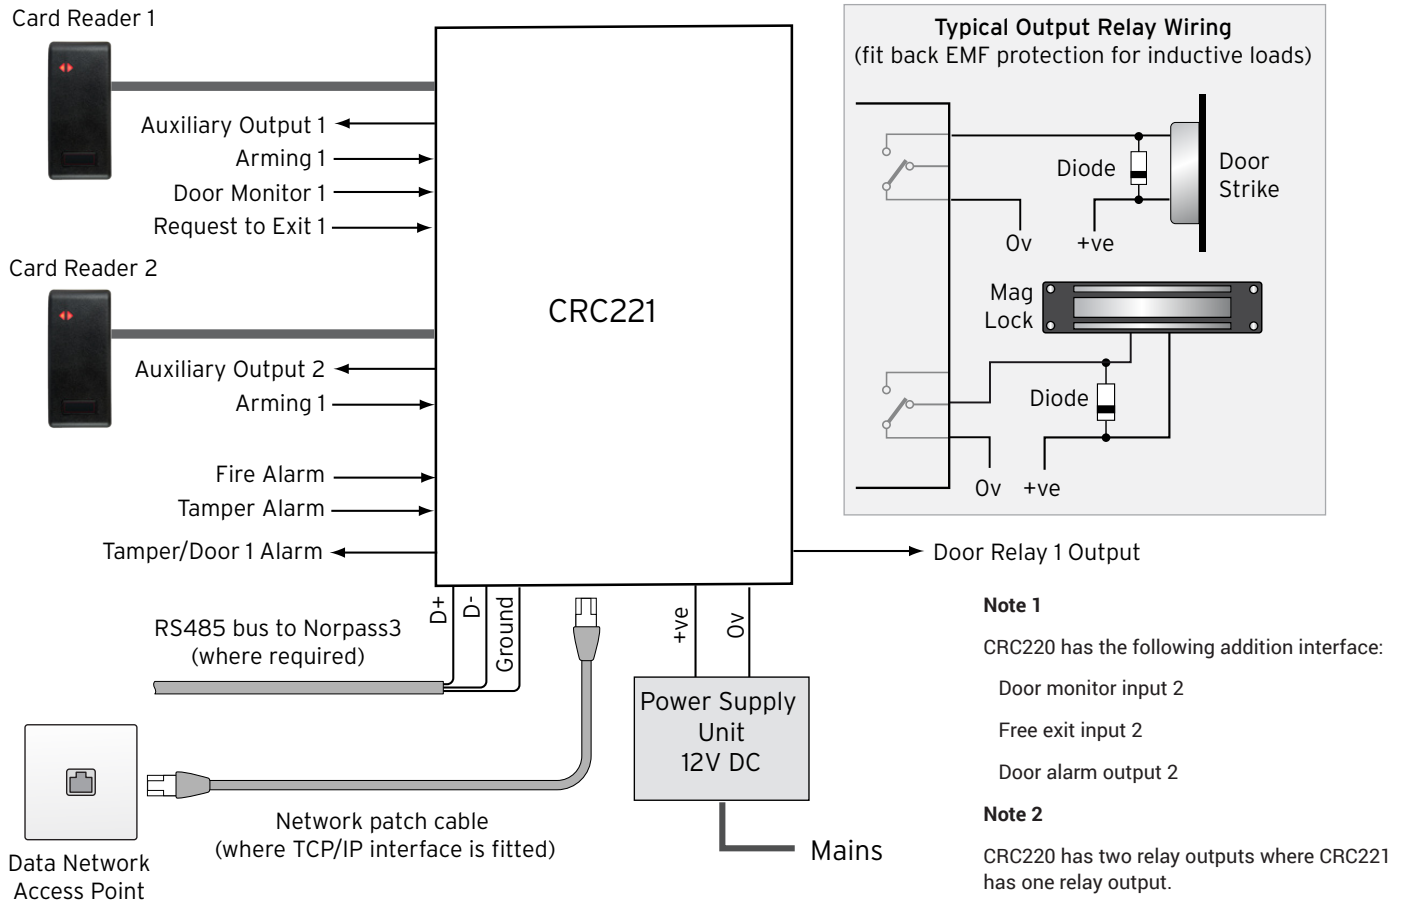 Card Reader 1
Auxiliary Output 1
Arming 1
Door Monitor 1
Request to Exit 1
Card Reader 2
Auxiliary Output 2
Arming 1
Fire Alarm
Tamper Alarm
Tamper/Door 1 Alarm
CRC221
Typical Output Relay Wiring
(fit back EMF protection for inductive loads)
Diode
Door
Strike
0v
+ve
Mag
Lock
Diode
0v
+ve
Door Relay 1 Output
D+
D-
Ground
+ve
0v
RS485 bus to Norpass3
(where required)
Power Supply
Unit
12V DC
Mains
Network patch cable
(where TCP/IP interface is fitted)
Data Network
Access Point
Note 1
CRC220 has the following addition interface:
Door monitor input 2
Free exit input 2
Door alarm output 2
Note 2
CRC220 has two relay outputs where CRC221
has one relay output.